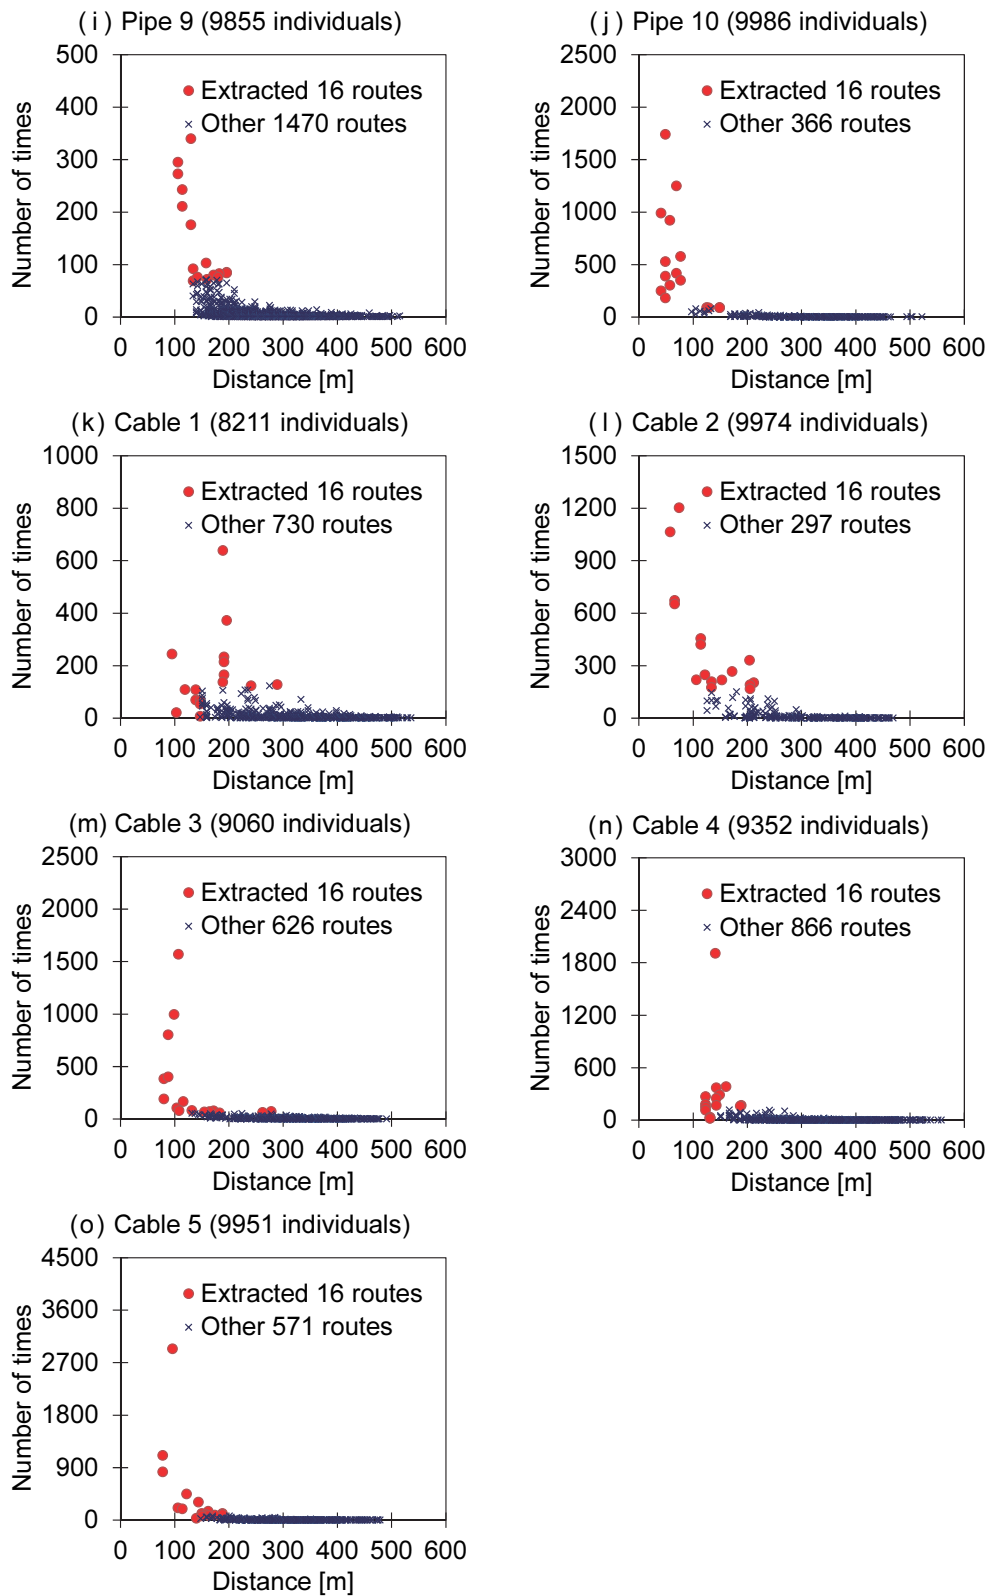 (i) Pipe 9 (9855 individuals)
500
400
300
200
100
0
Number of times
Extracted 16 routes
Other 1470 routes
0 100 200 300 400 500 600
Distance [m]
(j) Pipe 10 (9986 individuals)
2500
2000
1500
1000
500
0
Number of times
Extracted 16 routes
Other 366 routes
0 100 200 300 400 500 600
Distance [m]
(k) Cable 1 (8211 individuals)
1000
800
600
400
200
0
Number of times
Extracted 16 routes
Other 730 routes
0 100 200 300 400 500 600
Distance [m]
(l) Cable 2 (9974 individuals)
1500
1200
900
600
300
0
Number of times
Extracted 16 routes
Other 297 routes
0 100 200 300 400 500 600
Distance [m]
(m) Cable 3 (9060 individuals)
2500
2000
1500
1000
500
0
Number of times
Extracted 16 routes
Other 626 routes
0 100 200 300 400 500 600
Distance [m]
(n) Cable 4 (9352 individuals)
3000
2400
1800
1200
600
0
Number of times
Extracted 16 routes
Other 866 routes
0 100 200 300 400 500 600
Distance [m]
(o) Cable 5 (9951 individuals)
4500
3600
2700
1800
900
0
Number of times
Extracted 16 routes
Other 571 routes
0 100 200 300 400 500 600
Distance [m]